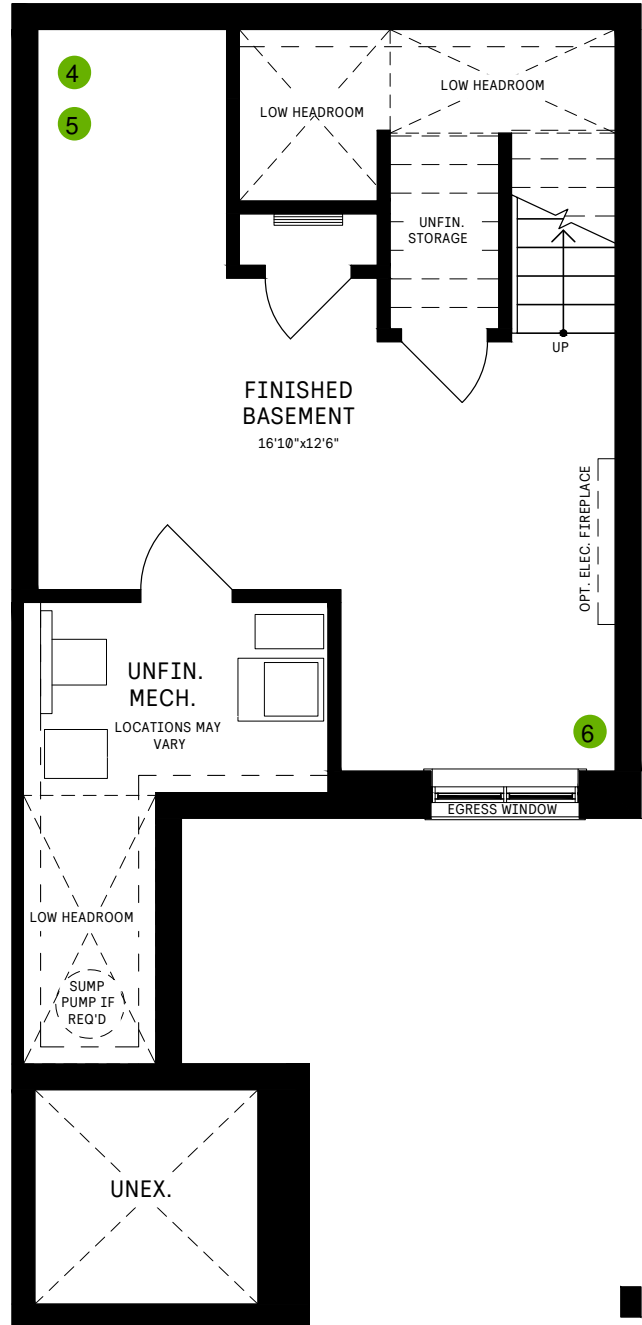 4
5
LOW HEADROOM
LOW HEADROOM
UNFIN.
STORAGE
UP
FINISHED
BASEMENT
16'10"x12'6"
OPT. ELEC. FIREPLACE
UNFIN.
MECH.
LOCATIONS MAY
VARY
6
EGRESS WINDOW
LOW HEADROOM
SUMP
PUMP IF
REQ'D
UNEX.